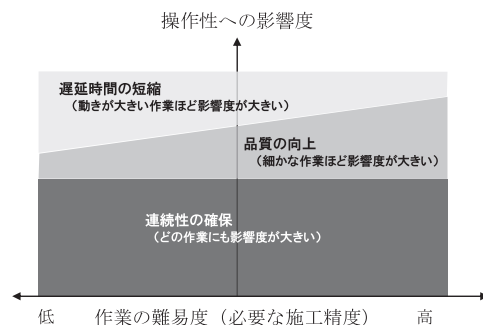 操作性への影響度
遅延時間の短縮
（動きが大きい作業ほど影響度が大きい）
品質の向上
（細かな作業ほど影響度が大きい）
連続性の確保
（どの作業にも影響度が大きい）
低 作業の難易度（必要な施工精度） 高